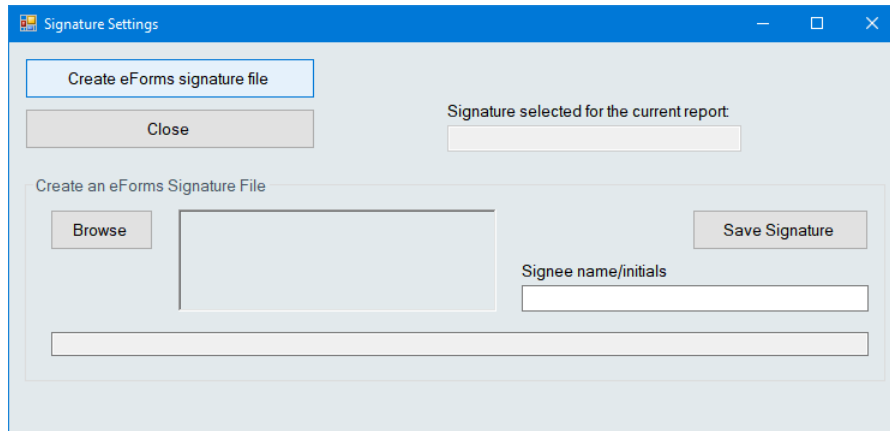 Signature Settings
Create eForms signature file
Close
Signature selected for the current report:
Create an eForms Signature File
Browse
Save Signature
Signee name/initials